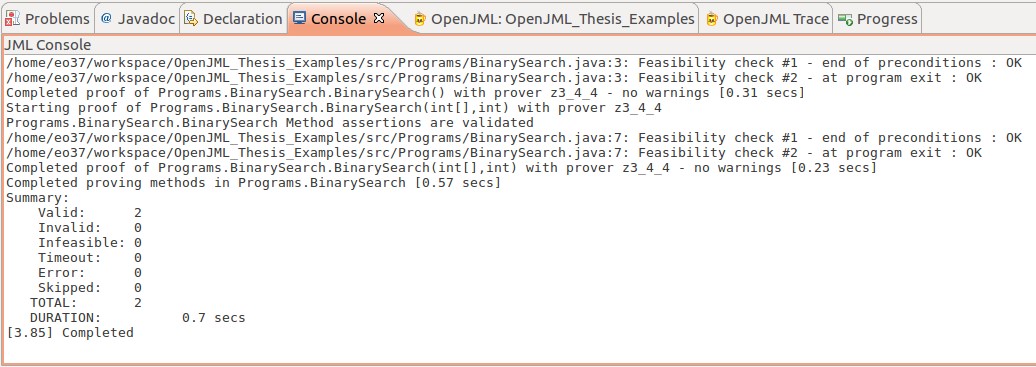 Problems @ Javadoc Declaration Console OpenJML: OpenJML_Thesis_Examples OpenJML Trace Progress
JML Console
/home/eo37/workspace/OpenJML_Thesis_Examples/src/Programs/BinarySearch.java:3: Feasibility check #1 - end of preconditions : OK
/home/eo37/workspace/OpenJML_Thesis_Examples/src/Programs/BinarySearch.java:3: Feasibility check #2 - at program exit : OK
Completed proof of Programs.BinarySearch.BinarySearch() with prover z3_4_4 - no warnings [0.31 secs]
Starting proof of Programs.BinarySearch.BinarySearch(int[],int) with prover z3_4_4
Programs.BinarySearch.BinarySearch Method assertions are validated
/home/eo37/workspace/OpenJML_Thesis_Examples/src/Programs/BinarySearch.java:7: Feasibility check #1 - end of preconditions : OK
/home/eo37/workspace/OpenJML_Thesis_Examples/src/Programs/BinarySearch.java:7: Feasibility check #2 - at program exit : OK
Completed proof of Programs.BinarySearch.BinarySearch(int[],int) with prover z3_4_4 - no warnings [0.23 secs]
Completed proving methods in Programs.BinarySearch [0.57 secs]
Summary:
Valid: 2
Invalid: 0
Infeasible: 0
Timeout: 0
Error: 0
Skipped: 0
TOTAL: 2
DURATION: 0.7 secs
[3.85] Completed